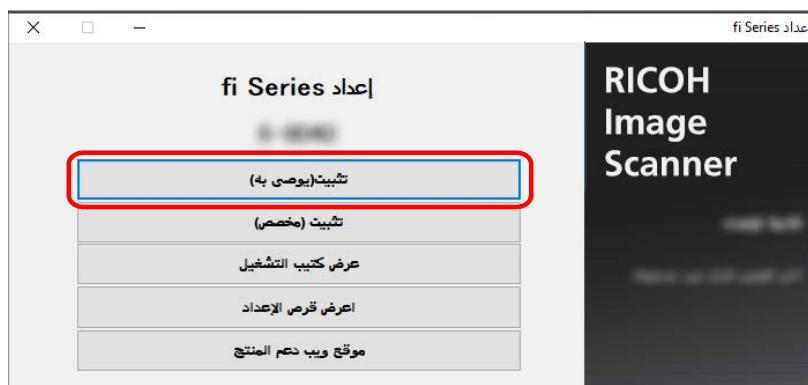 إعداد fi Series
إعداد fi Series
تثبيت(يوصى به)
تثبيت (مخصص)
عرض كتيب التشغيل
اعرض قرص الإعداد
موقع ويب دعم المنتج
RICOH
Image
Scanner